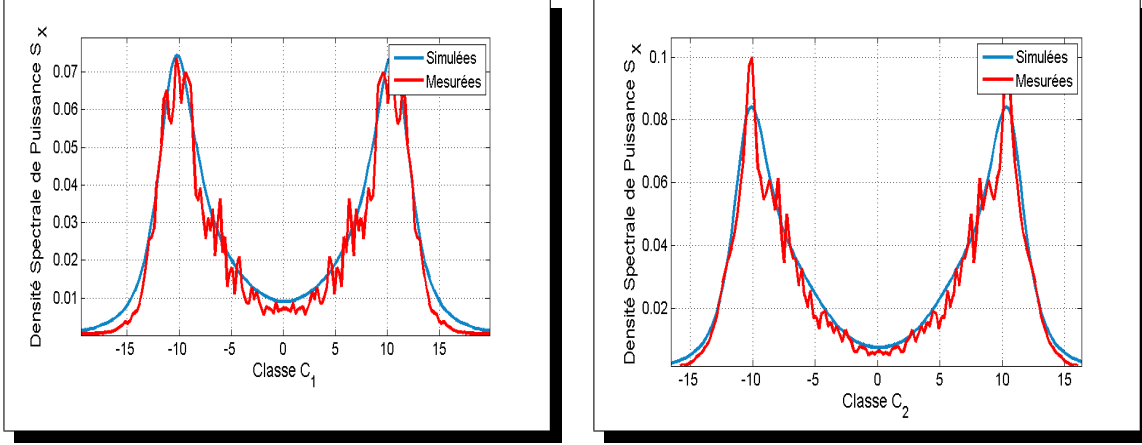 Densité Spectrale de Puissance S x
0.07
0.06
0.05
0.04
0.03
0.02
0.01
Simulées
Mesurées
-15 -10 -5 0 5 10 15
Classe C1
Densité Spectrale de Puissance S x
0.1
0.08
0.06
0.04
0.02
Simulées
Mesurées
-15 -10 -5 0 5 10 15
Classe C2